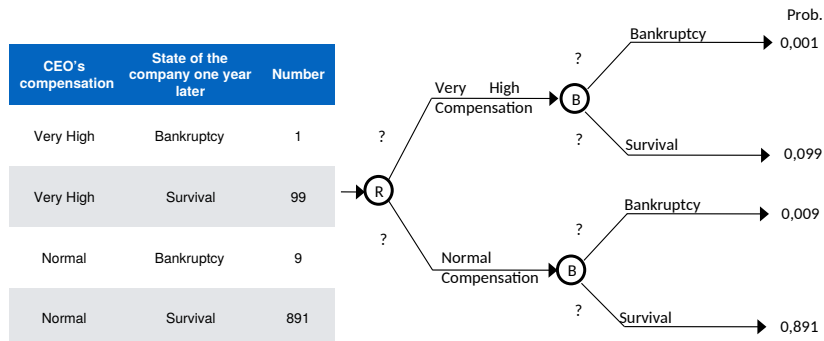 CEO's compensation
State of the company one year later
Number
Very High Bankruptcy 1
Very High Survival 99
Normal Bankruptcy 9
Normal Survival 891
Prob.
Bankruptcy
0,001
?
Very High
Compensation
B
?
?
Survival
0,099
R
?
Normal
Compensation
Bankruptcy
0,009
?
B
?
Survival
0,891